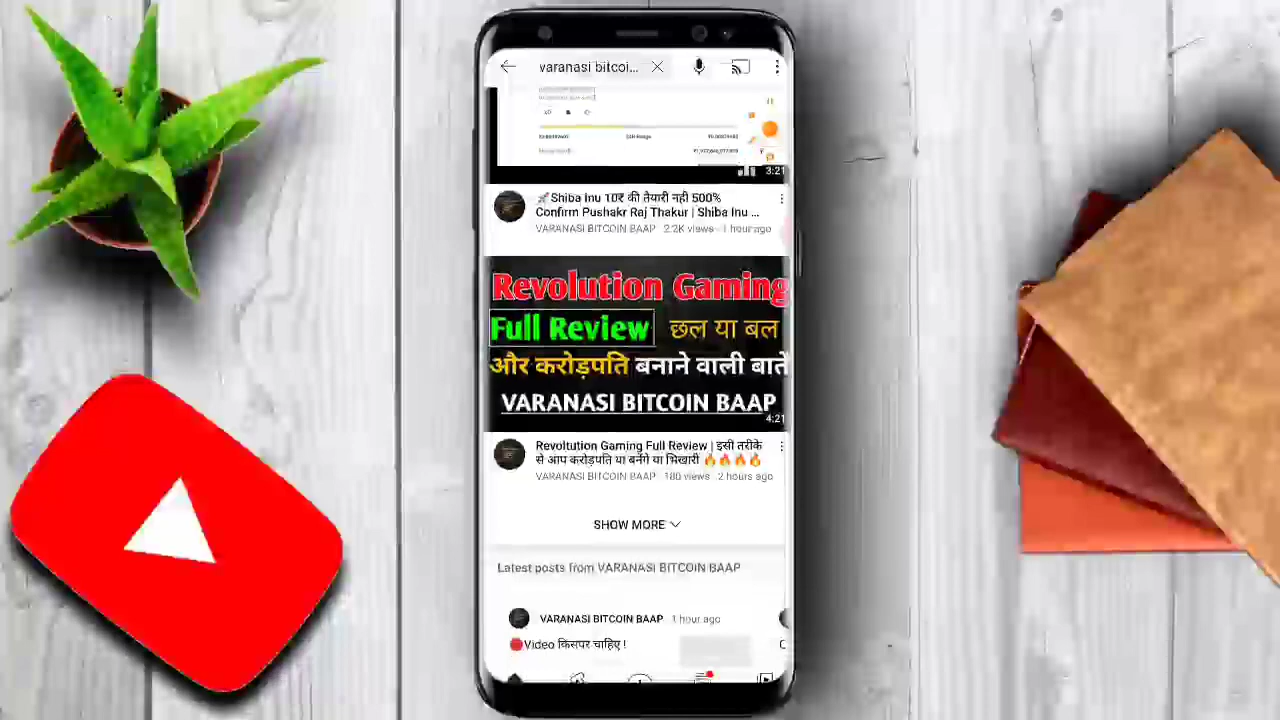 varanasi bitcoi...
24H Range
3:21
🚀Shiba Inu 10₹ की तैयारी नही 500%
Confirm Pushakr Raj Thakur | Shiba Inu ...
VARANASI BITCOIN BAAP · 2.2K views · 1 hour ago
Revolution Gaming
Full Review छल या बल
और करोड़पति बनाने वाली बातें
VARANASI BITCOIN BAAP
4:21
Revoltution Gaming Full Review | इसी तरीके
से आप करोड़पति या बनेंगे या भिखारी 🔥🔥🔥🔥
VARANASI BITCOIN BAAP · 180 views · 2 hours ago
SHOW MORE
Latest posts from VARANASI BITCOIN BAAP
VARANASI BITCOIN BAAP 1 hour ago
🔴Video किसपर चाहिए !